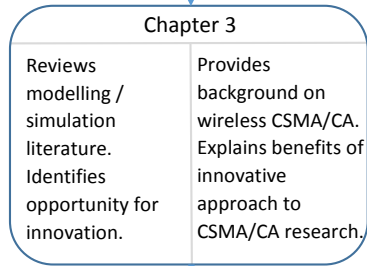 Chapter 3
Reviews
modelling /
simulation
literature.
Identifies
opportunity for
innovation.
Provides
background on
wireless CSMA/CA.
Explains benefits of
innovative
approach to
CSMA/CA research.